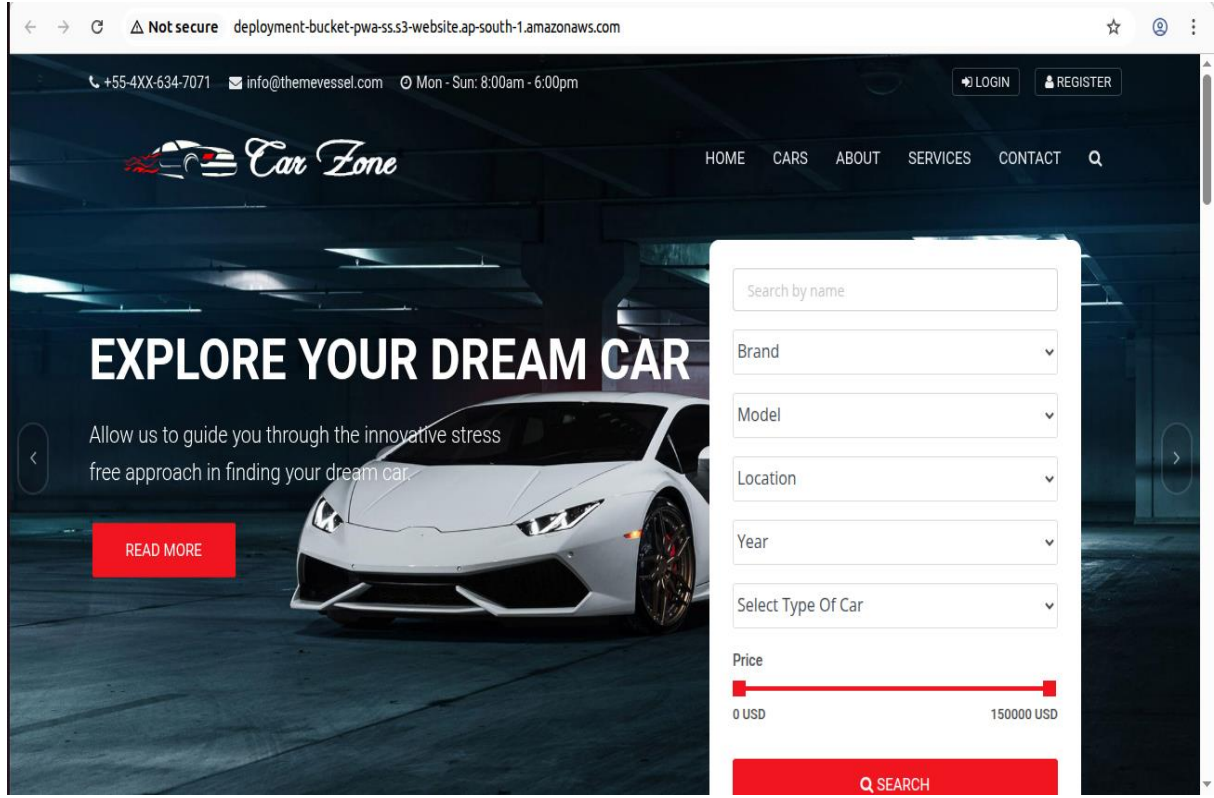 Not secure deployment-bucket-pwa-ss.s3-website.ap-south-1.amazonaws.com
+55-4XX-634-7071 info@themevessel.com Mon - Sun: 8:00am - 6:00pm LOGIN REGISTER
Car Zone HOME CARS ABOUT SERVICES CONTACT
Search by name
EXPLORE YOUR DREAM CAR
Brand
Model
Allow us to guide you through the innovative stress
free approach in finding your dream car.
Location
Year
READ MORE
Select Type Of Car
Price
0 USD 150000 USD
SEARCH